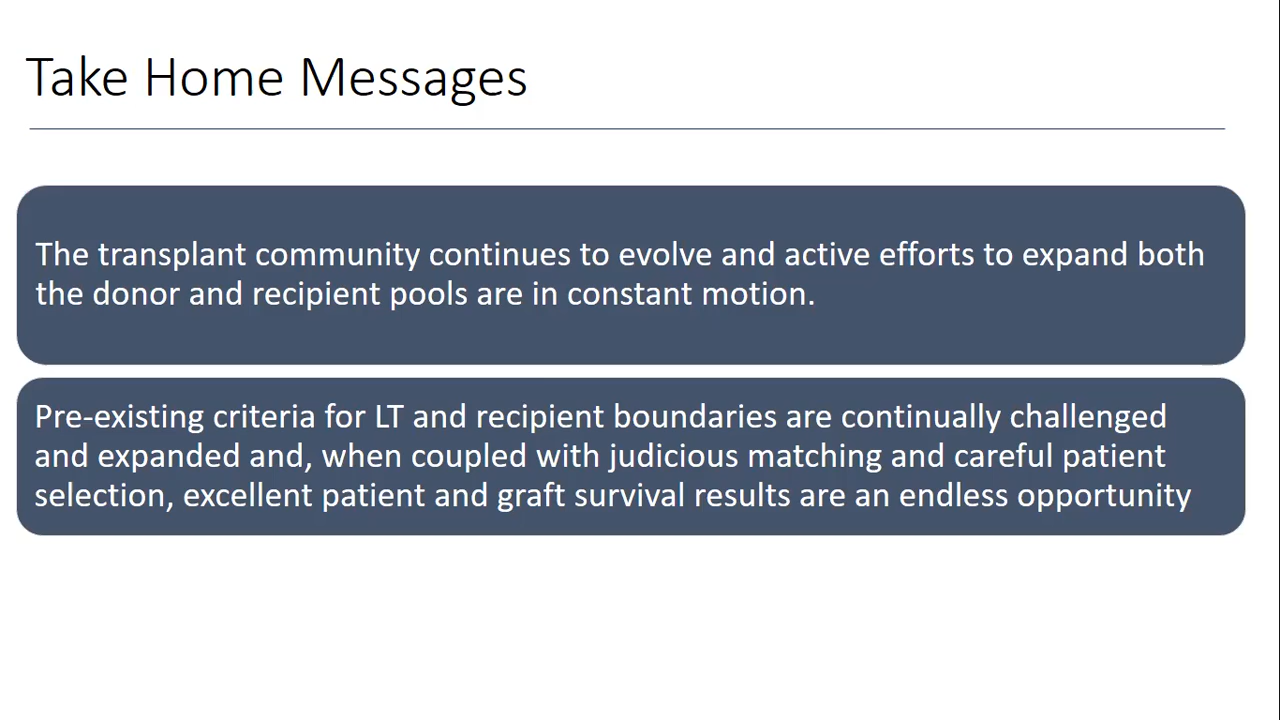 Take Home Messages
The transplant community continues to evolve and active efforts to expand both
the donor and recipient pools are in constant motion.
Pre-existing criteria for LT and recipient boundaries are continually challenged
and expanded and, when coupled with judicious matching and careful patient
selection, excellent patient and graft survival results are an endless opportunity